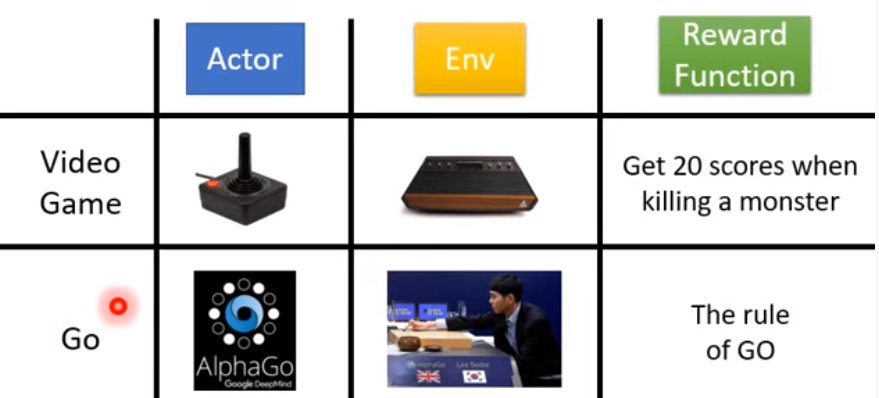 Actor
Env
Reward
Function
Video
Game
Get 20 scores when
killing a monster
Go
AlphaGo
Google DeepMind
AlphaGo
Lee Sedol
The rule
of GO